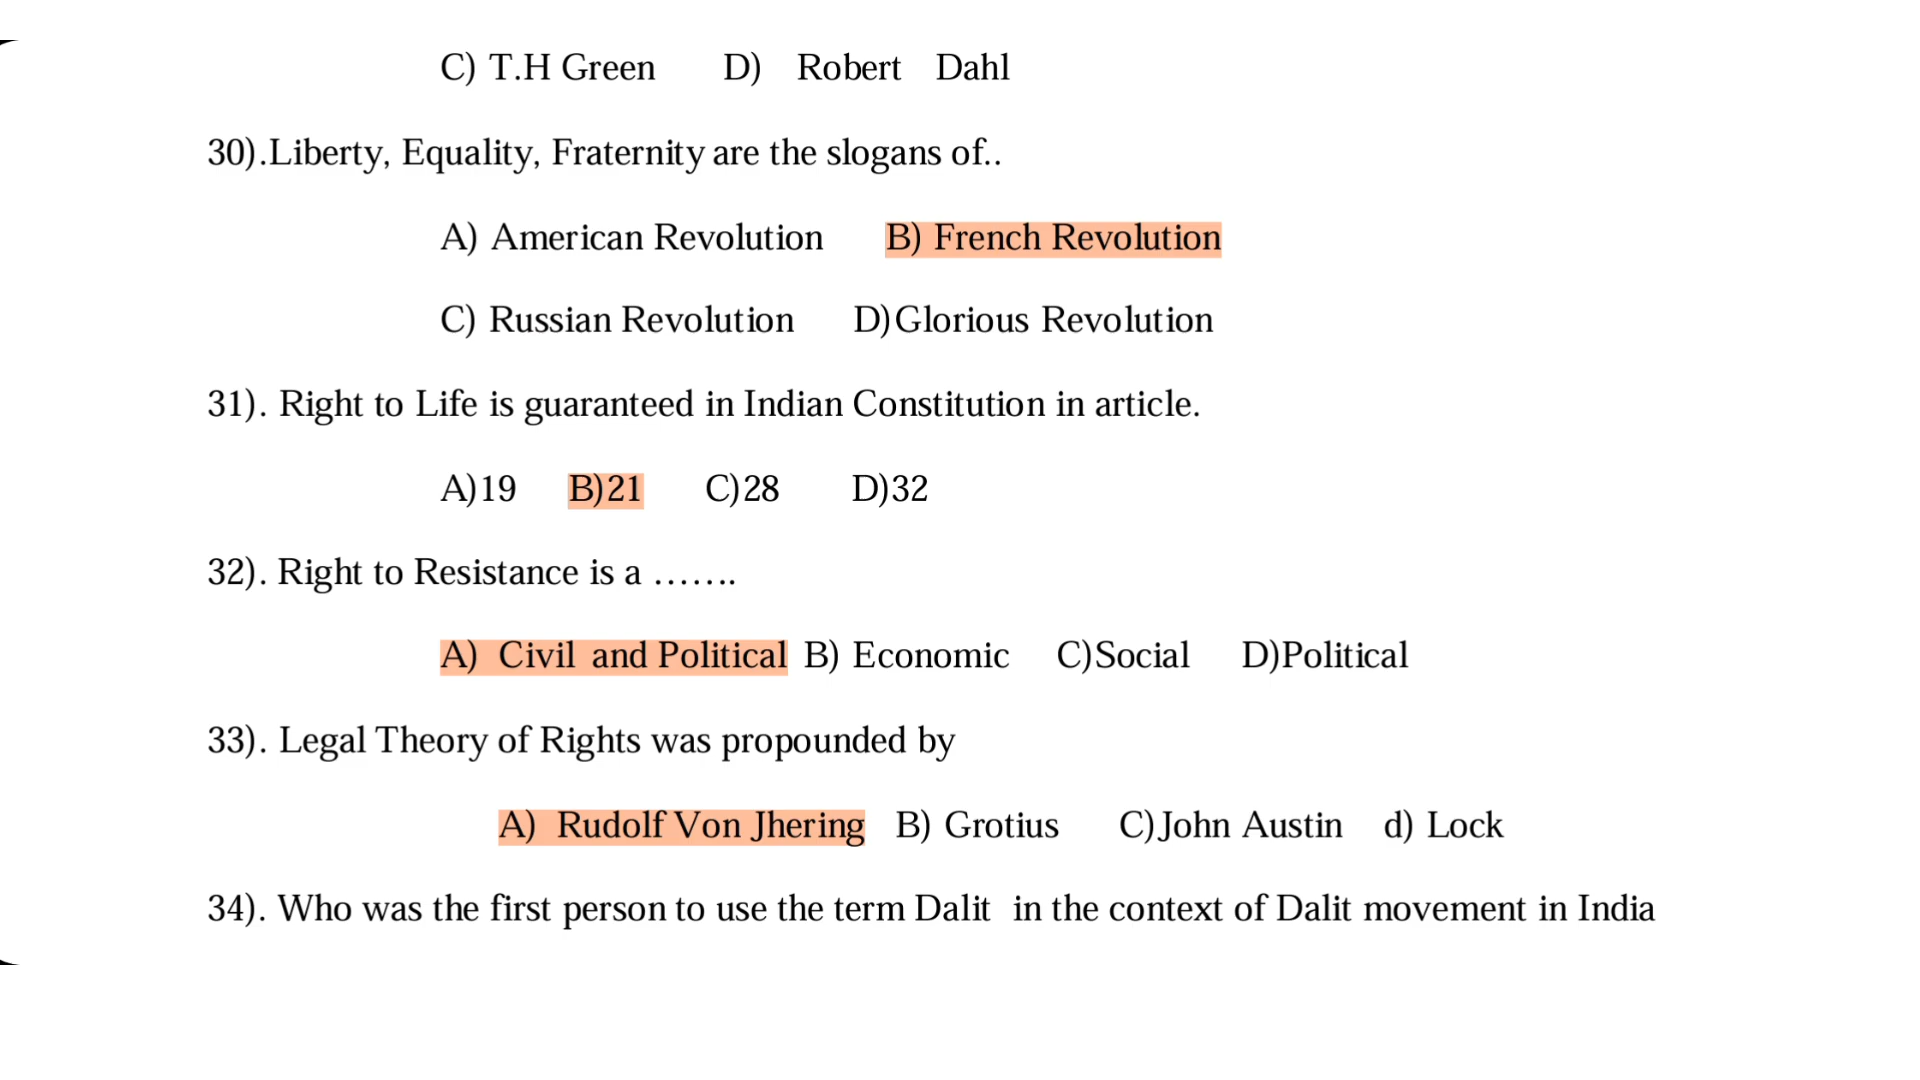 C) T.H Green D) Robert Dahl
30).Liberty, Equality, Fraternity are the slogans of..
A) American Revolution B) French Revolution
C) Russian Revolution D)Glorious Revolution
31). Right to Life is guaranteed in Indian Constitution in article.
A)19 B)21 C)28 D)32
32). Right to Resistance is a …….
A) Civil and Political B) Economic C)Social D)Political
33). Legal Theory of Rights was propounded by
A) Rudolf Von Jhering B) Grotius C)John Austin d) Lock
34). Who was the first person to use the term Dalit in the context of Dalit movement in India